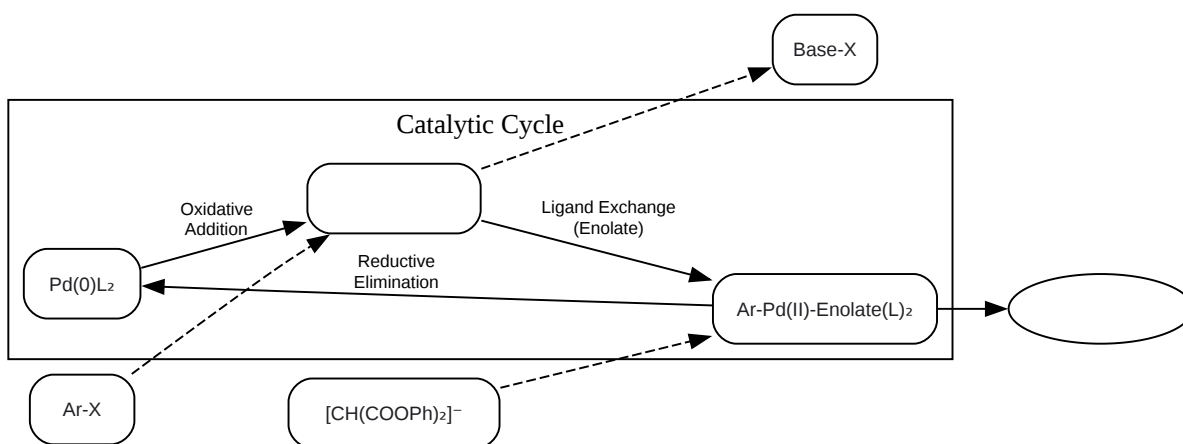 Base-X
Catalytic Cycle
Oxidative
Addition
Ligand Exchange
(Enolate)
Reductive
Elimination
Pd(0)L₂
Ar-Pd(II)-Enolate(L)₂
Ar-X
[CH(COOPh)₂]⁻